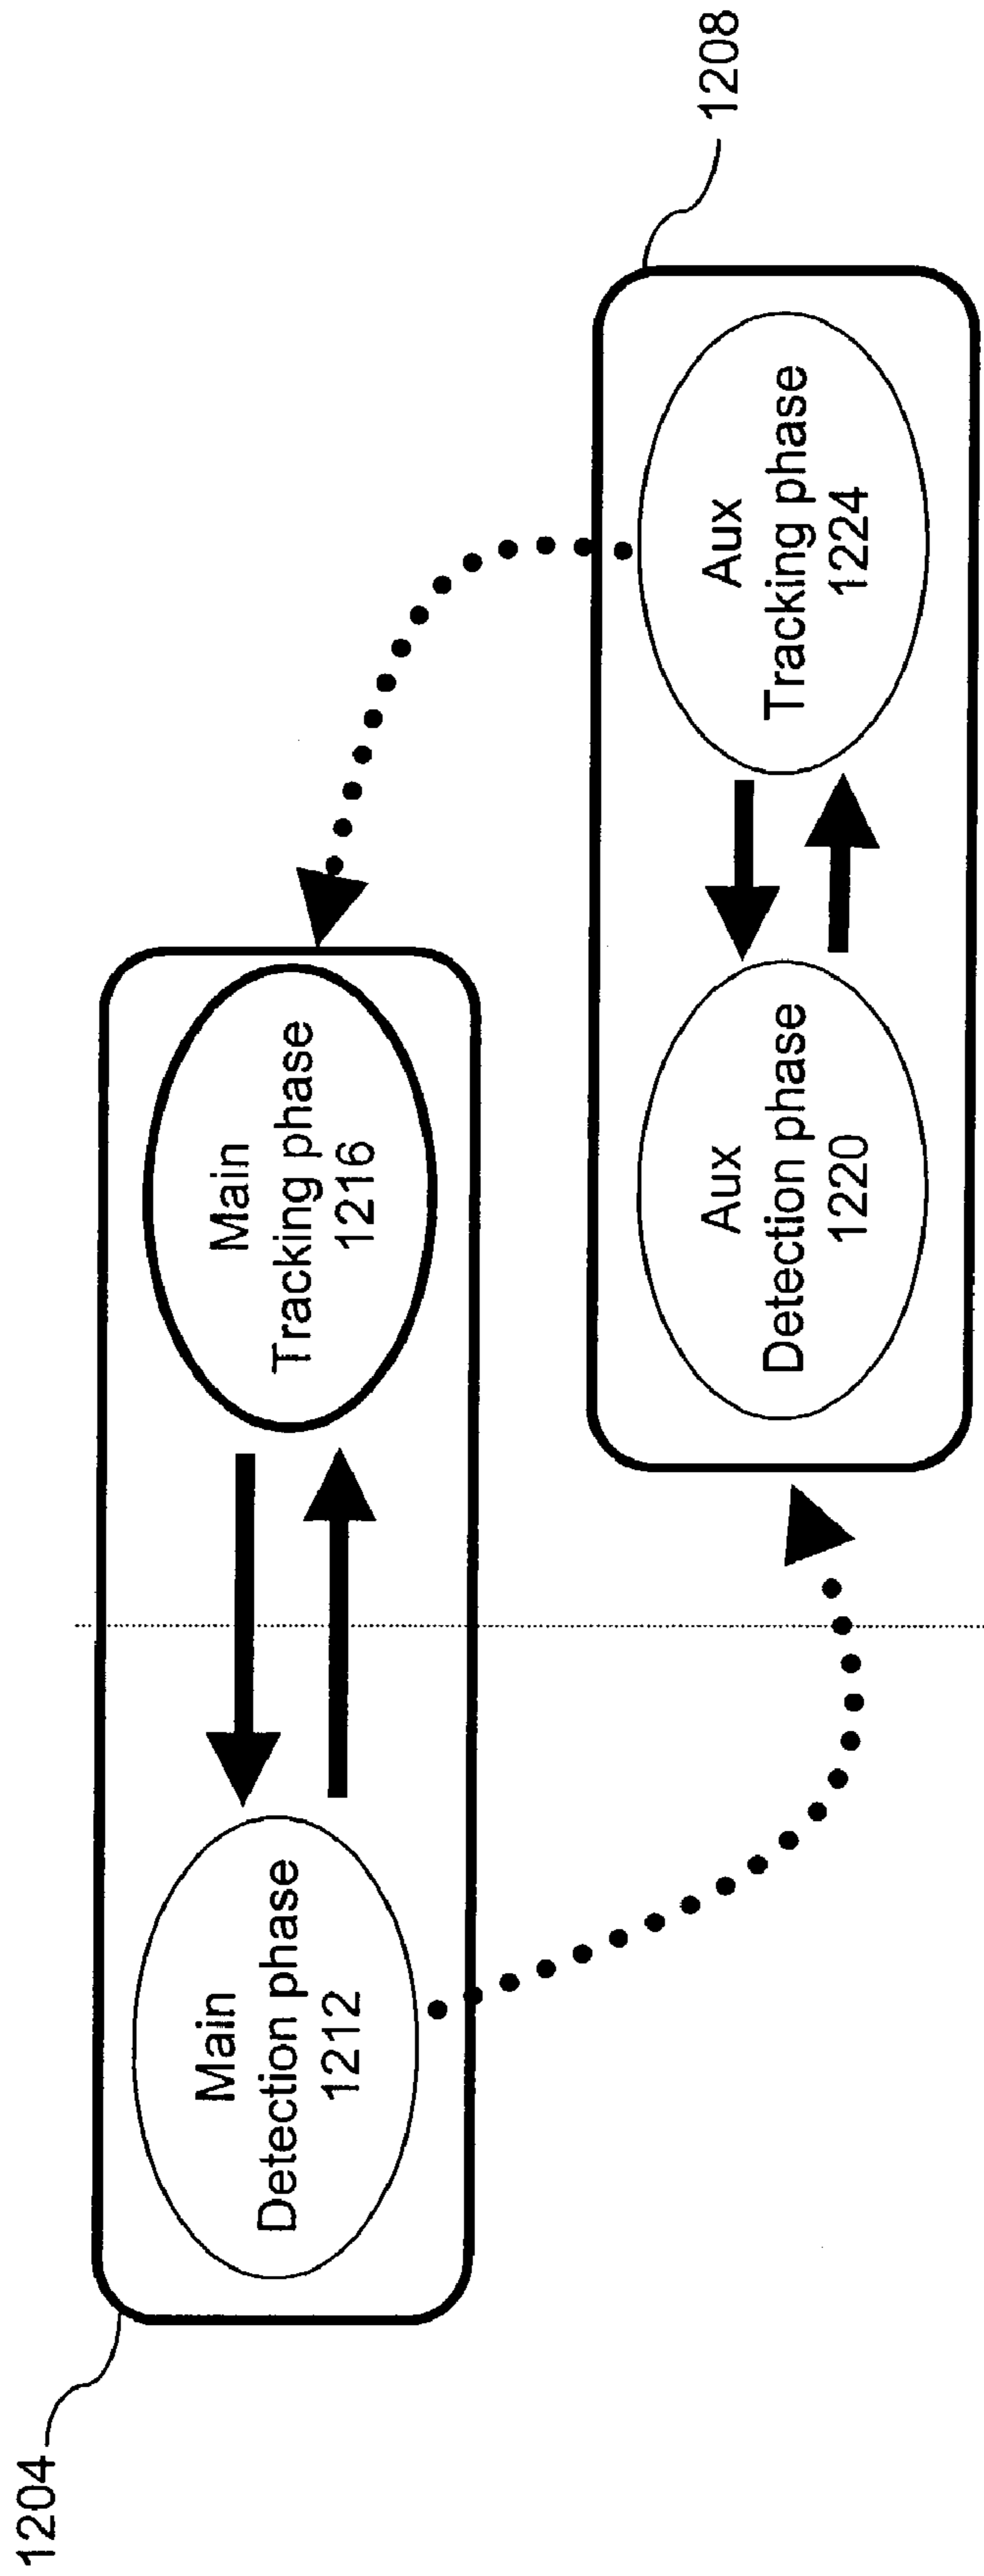 1204
Main
Detection phase
1212
Main
Tracking phase
1216
Aux
Detection phase
1220
Aux
Tracking phase
1224
1208